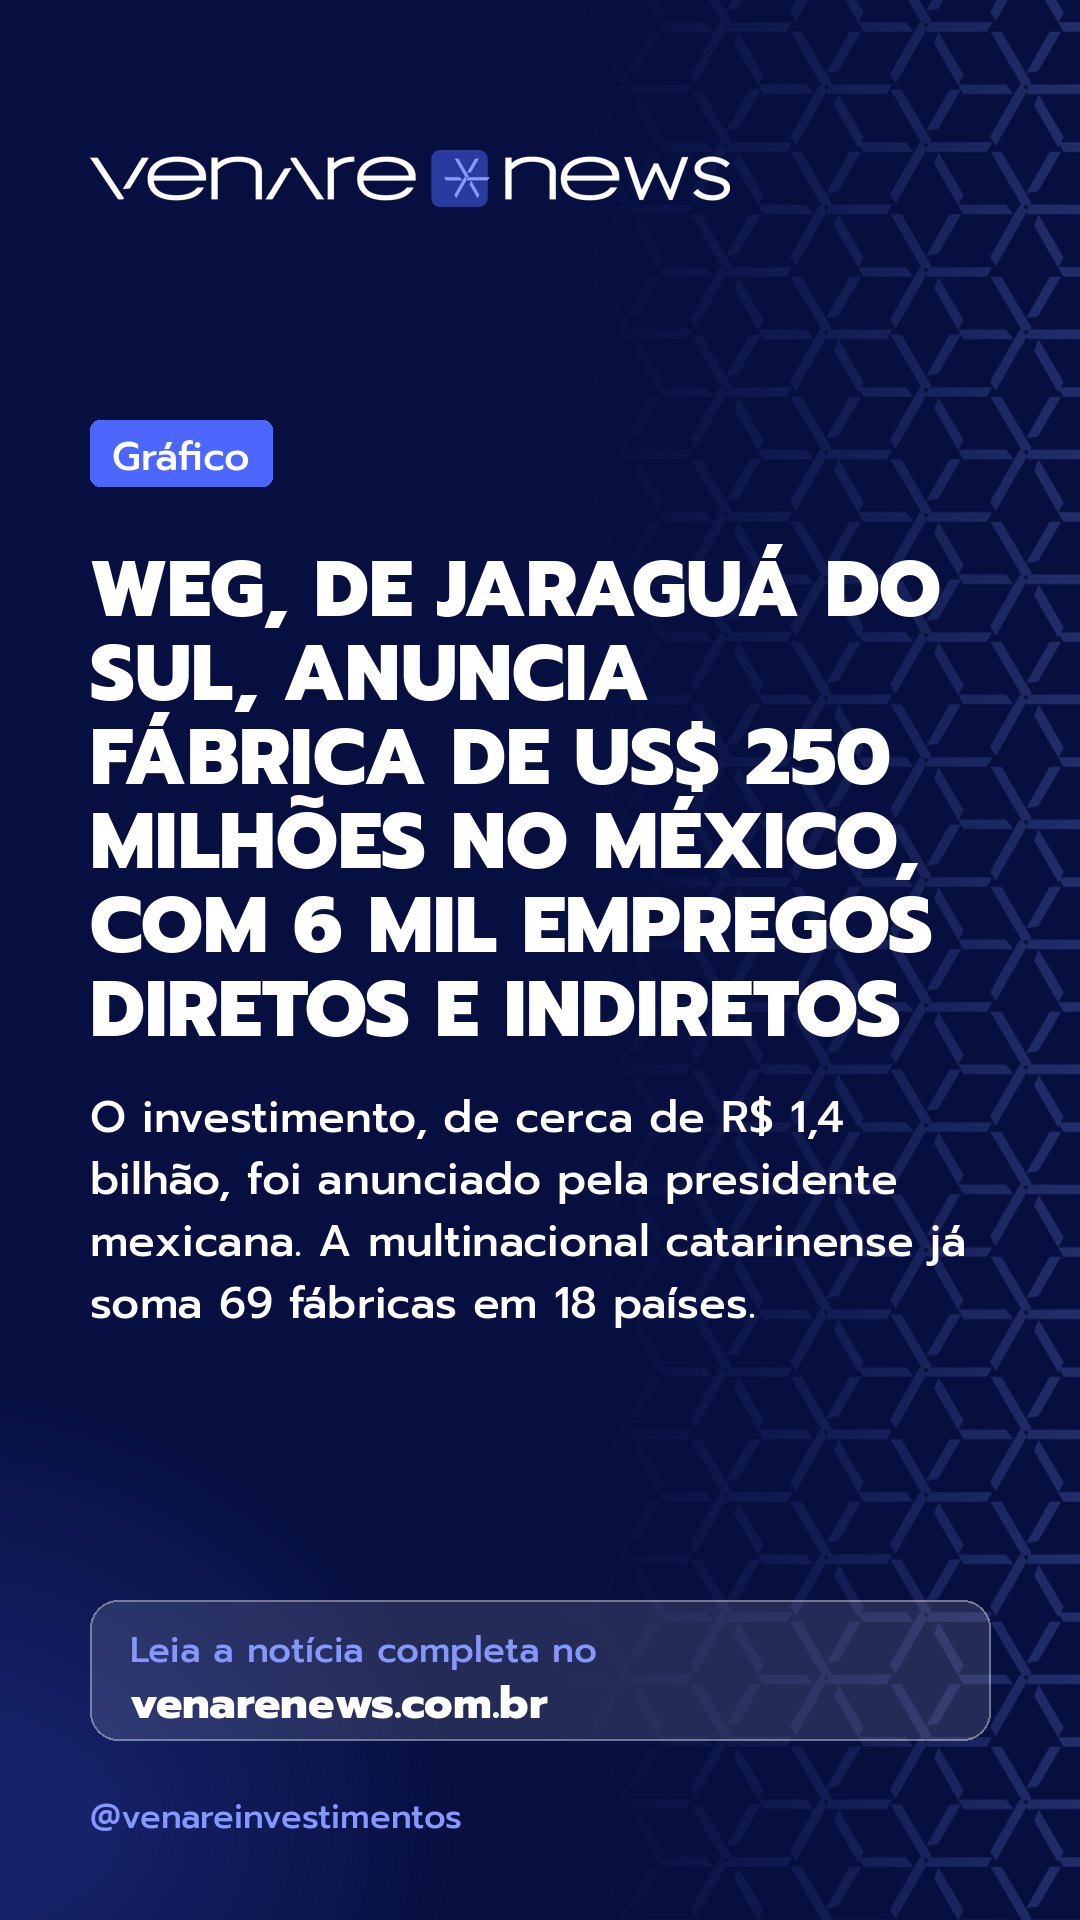 venare news
Gráfico
WEG, DE JARAGUÁ DO
SUL, ANUNCIA
FÁBRICA DE US$ 250
MILHÕES NO MÉXICO,
COM 6 MIL EMPREGOS
DIRETOS E INDIRETOS
O investimento, de cerca de R$ 1,4
bilhão, foi anunciado pela presidente
mexicana. A multinacional catarinense já
soma 69 fábricas em 18 países.
Leia a notícia completa no
venarenews.com.br
@venareinvestimentos